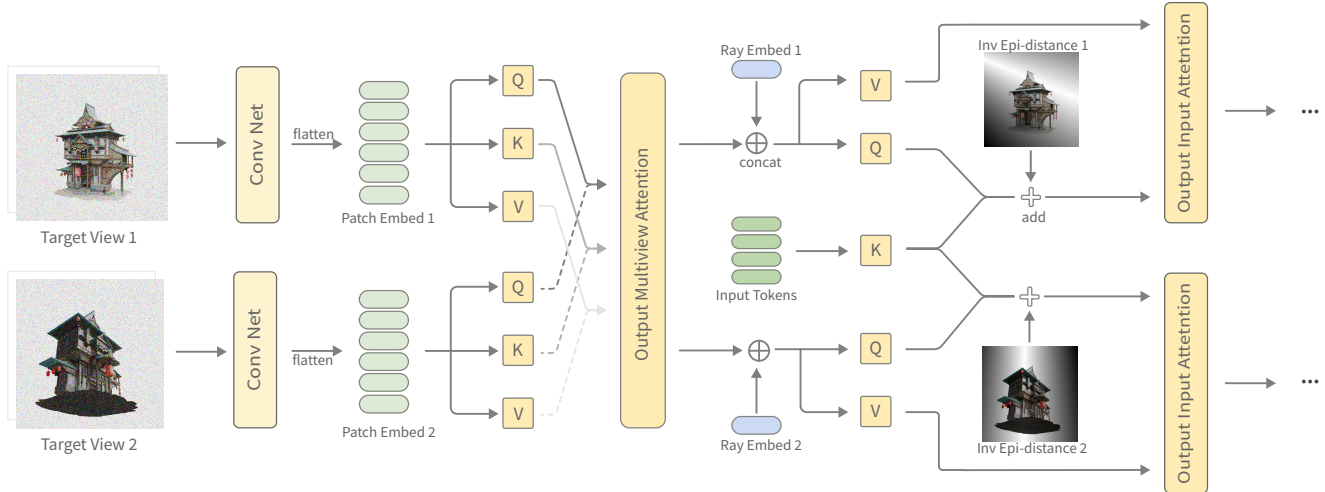 Target View 1
Conv Net
flatten
Patch Embed 1
Q
K
V
Target View 2
Conv Net
flatten
Patch Embed 2
Q
K
V
Output Multiview Attention
Ray Embed 1
concat
V
Q
Input Tokens
K
Q
V
Ray Embed 2
Inv Epi-distance 1
add
Inv Epi-distance 2
Output Input Attetntion
...
Output Input Attention
...